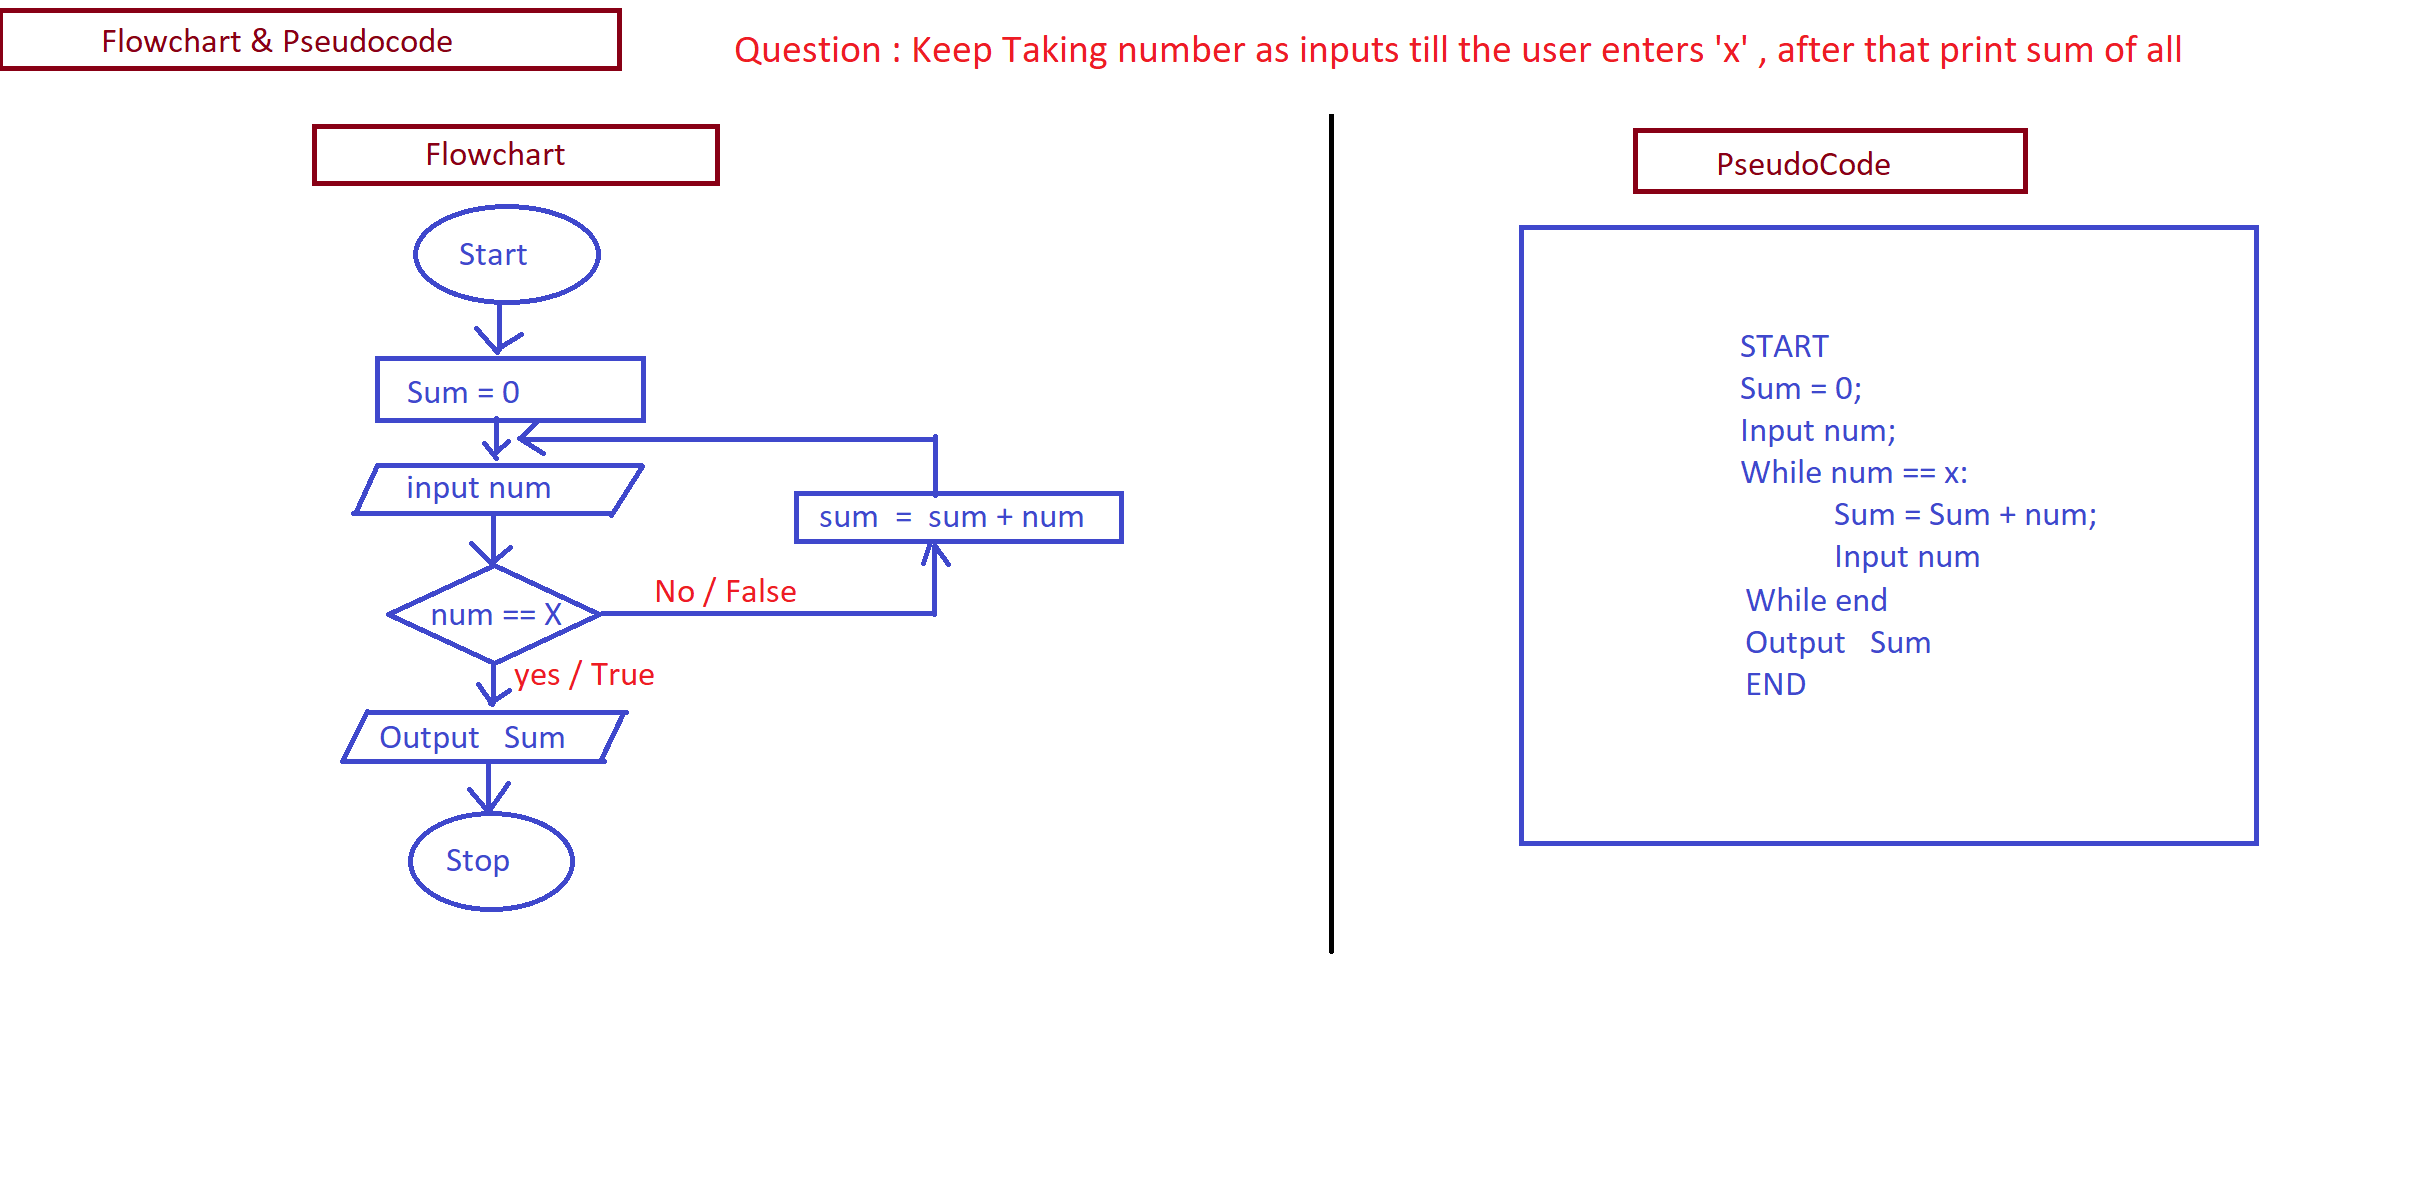 Flowchart & Pseudocode
Question : Keep Taking number as inputs till the user enters 'x' , after that print sum of all
Flowchart
Start
Sum = 0
input num
sum = sum + num
No / False
num == X
yes / True
Output Sum
Stop
PseudoCode
START
Sum = 0;
Input num;
While num == x:
Sum = Sum + num;
Input num
While end
Output Sum
END